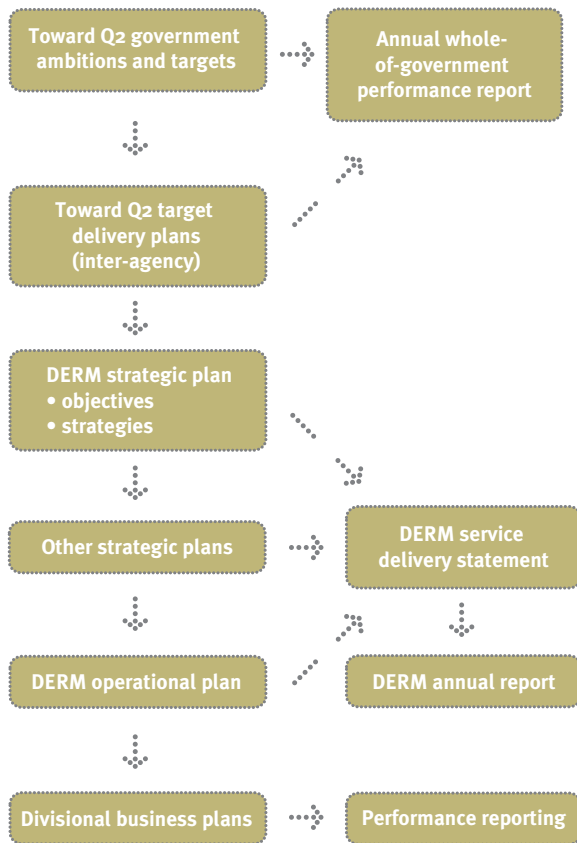 Toward Q2 government
ambitions and targets
Annual whole-
of-government
performance report
Toward Q2 target
delivery plans
(inter-agency)
DERM strategic plan
• objectives
• strategies
Other strategic plans
DERM service
delivery statement
DERM operational plan
DERM annual report
Divisional business plans
Performance reporting